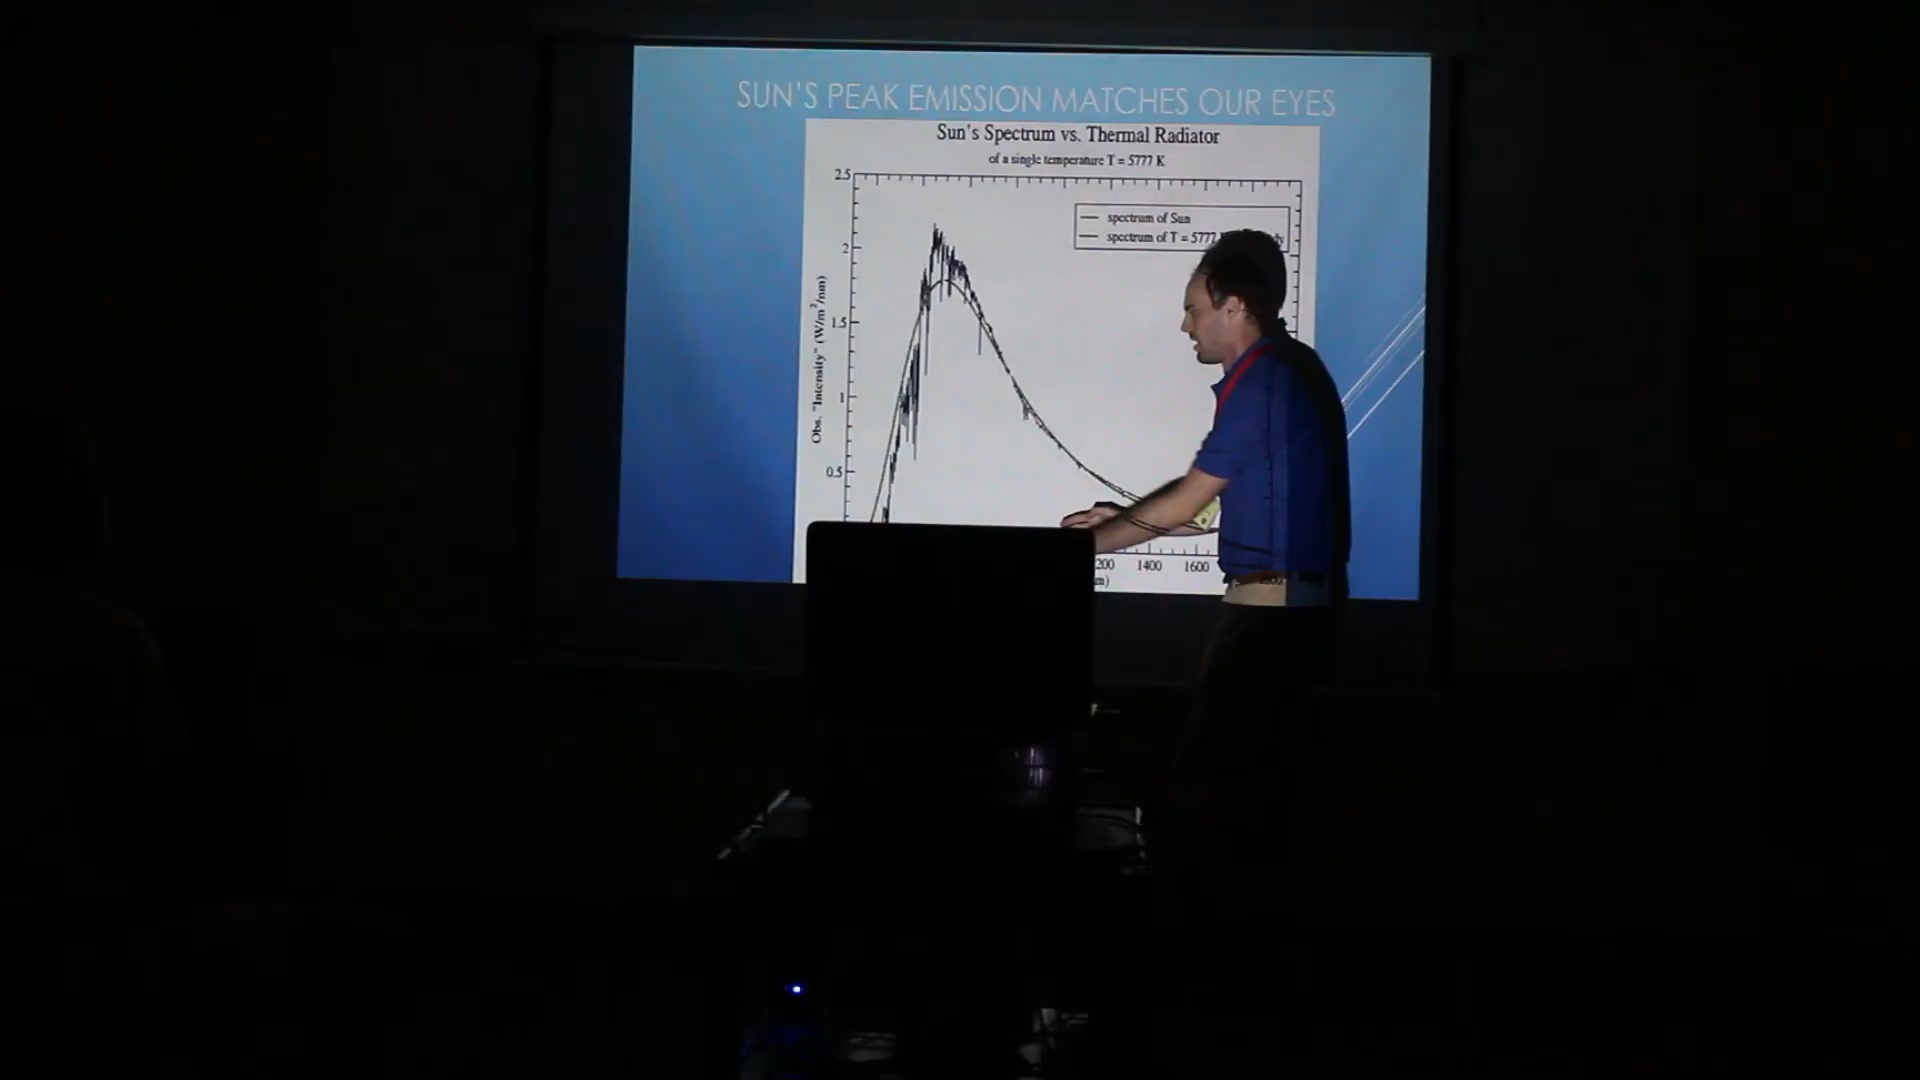 SUN'S PEAK EMISSION MATCHES OUR EYES
Sun's Spectrum vs. Thermal Radiator
of a single temperature T = 5777 K
2.5
spectrum of Sun
spectrum of T = 5777
2
1.5
Obs. "Intensity" (W/m²/nm)
1
0.5
1400
1600